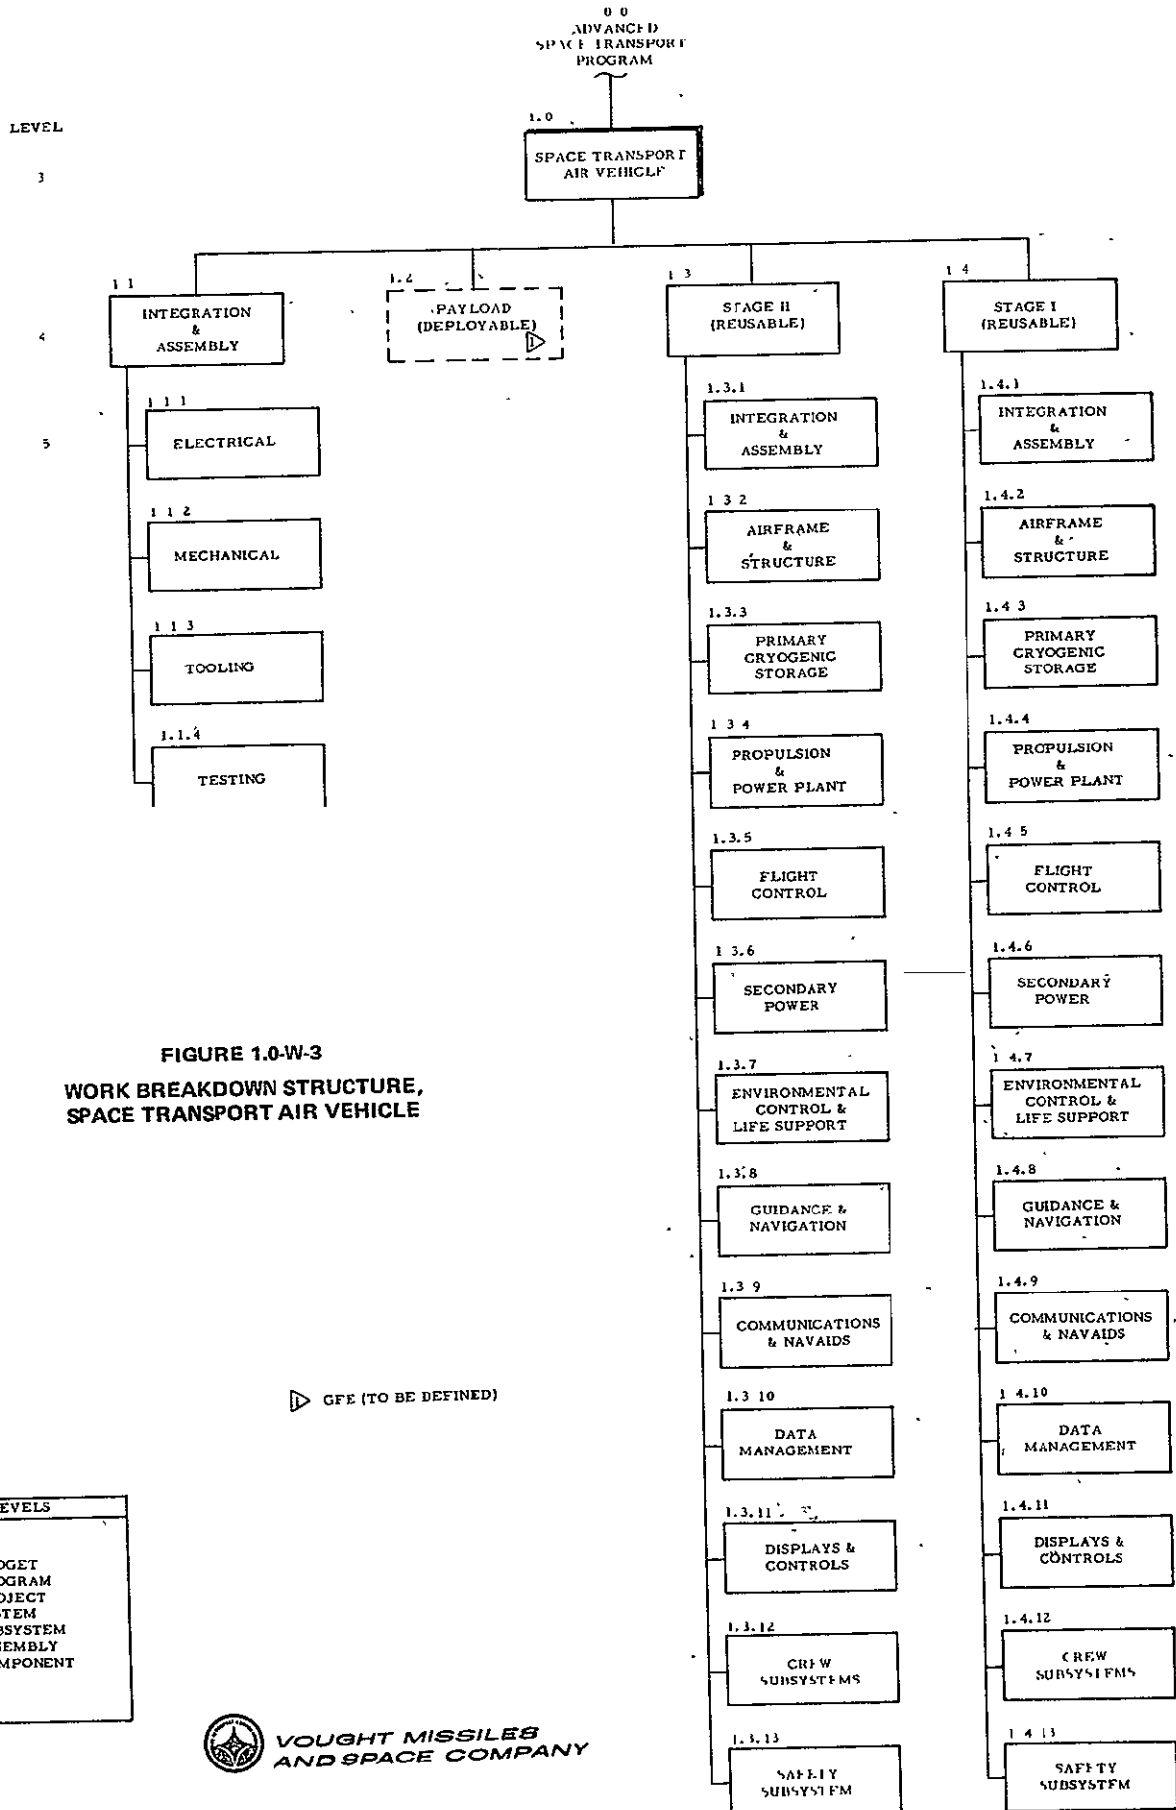 0 0
ADVANCED
SPACE TRANSPORT
PROGRAM
LEVEL
3
1.0
SPACE TRANSPORT
AIR VEHICLE
4
1 1
INTEGRATION
&
ASSEMBLY
1.2
PAYLOAD
(DEPLOYABLE)
1
1 3
STAGE II
(REUSABLE)
1 4
STAGE I
(REUSABLE)
5
1 1 1
ELECTRICAL
1 1 2
MECHANICAL
1 1 3
TOOLING
1.1.4
TESTING
1.3.1
INTEGRATION
&
ASSEMBLY
1 3 2
AIRFRAME
&
STRUCTURE
1.3.3
PRIMARY
CRYOGENIC
STORAGE
1 3 4
PROPULSION
&
POWER PLANT
1.3.5
FLIGHT
CONTROL
1 3.6
SECONDARY
POWER
1.3.7
ENVIRONMENTAL
CONTROL &
LIFE SUPPORT
1.3.8
GUIDANCE &
NAVIGATION
1.3 9
COMMUNICATIONS
& NAVAIDS
1.3 10
DATA
MANAGEMENT
1.3.11
DISPLAYS &
CONTROLS
1.3.12
CREW
SUBSYSTEMS
1.3.13
SAFETY
SUBSYSTEM
1.4.1
INTEGRATION
&
ASSEMBLY
1.4.2
AIRFRAME
&
STRUCTURE
1.4 3
PRIMARY
CRYOGENIC
STORAGE
1.4.4
PROPULSION
&
POWER PLANT
1.4 5
FLIGHT
CONTROL
1.4.6
SECONDARY
POWER
1 4.7
ENVIRONMENTAL
CONTROL &
LIFE SUPPORT
1.4.8
GUIDANCE &
NAVIGATION
1.4.9
COMMUNICATIONS
& NAVAIDS
1 4.10
DATA
MANAGEMENT
1.4.11
DISPLAYS &
CONTROLS
1.4.12
CREW
SUBSYSTEMS
1 4 13
SAFETY
SUBSYSTEM
FIGURE 1.0-W-3
WORK BREAKDOWN STRUCTURE,
SPACE TRANSPORT AIR VEHICLE
1 GFE (TO BE DEFINED)
EVELS
DGET
OGRAM
OJECT
STEM
BSYSTEM
SEMBLY
MPONENT
VOUGHT MISSILES
AND SPACE COMPANY